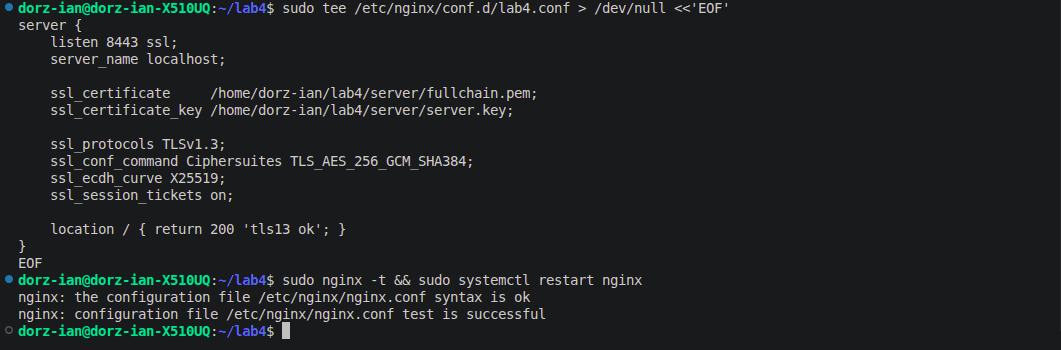 dorz-ian@dorz-ian-X510UQ:~/lab4$ sudo tee /etc/nginx/conf.d/lab4.conf > /dev/null <<'EOF'
server {
    listen 8443 ssl;
    server_name localhost;

    ssl_certificate     /home/dorz-ian/lab4/server/fullchain.pem;
    ssl_certificate_key /home/dorz-ian/lab4/server/server.key;

    ssl_protocols TLSv1.3;
    ssl_conf_command Ciphersuites TLS_AES_256_GCM_SHA384;
    ssl_ecdh_curve X25519;
    ssl_session_tickets on;

    location / { return 200 'tls13 ok'; }
}
EOF
dorz-ian@dorz-ian-X510UQ:~/lab4$ sudo nginx -t && sudo systemctl restart nginx
nginx: the configuration file /etc/nginx/nginx.conf syntax is ok
nginx: configuration file /etc/nginx/nginx.conf test is successful
dorz-ian@dorz-ian-X510UQ:~/lab4$